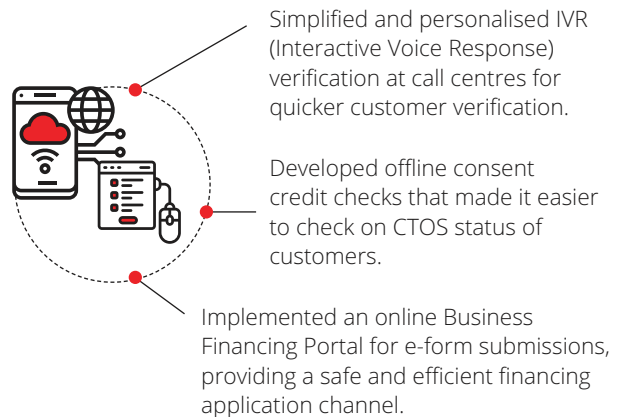 Simplified and personalised IVR
(Interactive Voice Response)
verification at call centres for
quicker customer verification.
Developed offline consent
credit checks that made it easier
to check on CTOS status of
customers.
Implemented an online Business
Financing Portal for e-form submissions,
providing a safe and efficient financing
application channel.